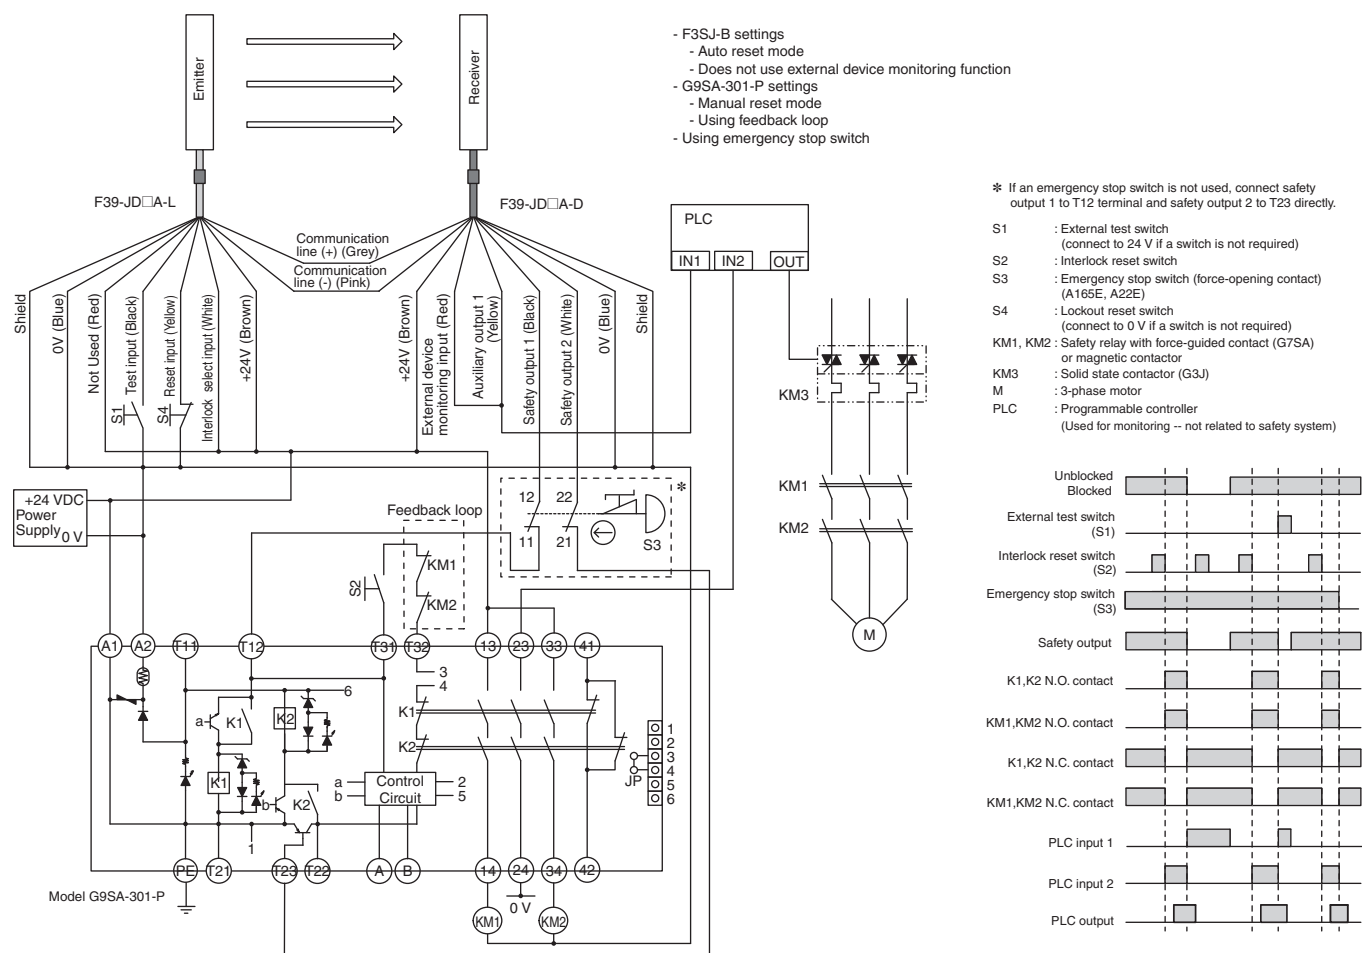 Emitter
Receiver
- F3SJ-B settings
- Auto reset mode
- Does not use external device monitoring function
- G9SA-301-P settings
- Manual reset mode
- Using feedback loop
- Using emergency stop switch
F39-JD□A-L
F39-JD□A-D
Communication
line (+) (Grey)
Communication
line (-) (Pink)
Shield
0V (Blue)
Not Used (Red)
Test input (Black)
Reset input (Yellow)
Interlock select input (White)
+24V (Brown)
+24V (Brown)
External device
monitoring input (Red)
Auxiliary output 1
(Yellow)
Safety output 1 (Black)
Safety output 2 (White)
0V (Blue)
Shield
S1
S4
PLC
IN1
IN2
OUT
KM3
KM1
KM2
M
✻ If an emergency stop switch is not used, connect safety
output 1 to T12 terminal and safety output 2 to T23 directly.
S1 : External test switch
(connect to 24 V if a switch is not required)
S2 : Interlock reset switch
S3 : Emergency stop switch (force-opening contact)
(A165E, A22E)
S4 : Lockout reset switch
(connect to 0 V if a switch is not required)
KM1, KM2 : Safety relay with force-guided contact (G7SA)
or magnetic contactor
KM3 : Solid state contactor (G3J)
M : 3-phase motor
PLC : Programmable controller
(Used for monitoring -- not related to safety system)
+24 VDC
Power
Supply 0 V
Feedback loop
KM1
KM2
S2
12
22
11
21
S3
✻
A1
A2
T11
T12
T31
T32
13
23
33
41
3
4
6
a
K1
K2
K1
K2
K1
b
K2
1
a
b
Control
Circuit
2
5
JP
1
2
3
4
5
6
PE
T21
T23
T22
A
B
14
24
34
42
Model G9SA-301-P
0 V
KM1
KM2
Unblocked
Blocked
External test switch
(S1)
Interlock reset switch
(S2)
Emergency stop switch
(S3)
Safety output
K1,K2 N.O. contact
KM1,KM2 N.O. contact
K1,K2 N.C. contact
KM1,KM2 N.C. contact
PLC input 1
PLC input 2
PLC output